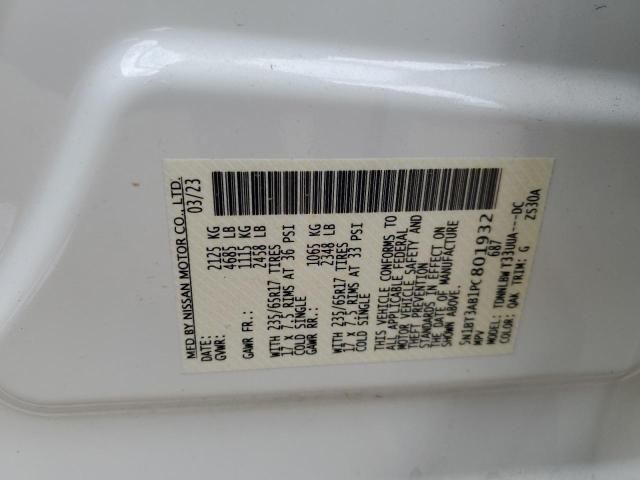 MFD BY NISSAN MOTOR CO., LTD.
03/23
GVWR: 2125 KG
4685 LB
GAWR FR.: 1115 KG
2458 LB
WITH 235/65R17 TIRES
17 X 7.5 RIMS AT 36 PSI
COLD SINGLE
GAWR RR.: 1065 KG
2348 LB
WITH 235/65R17 TIRES
17 X 7.5 RIMS AT 33 PSI
COLD SINGLE
THIS VEHICLE CONFORMS TO
ALL APPLICABLE FEDERAL
MOTOR VEHICLE SAFETY AND
THEFT PREVENTION
STANDARDS IN EFFECT ON
THE DATE OF MANUFACTURE
SHOWN ABOVE.
5N1BT3AB1PC801932
MPV 687
MODEL: TDNNLBWT33UUA---DC
COLOR: QAK TRIM: G ZS30A